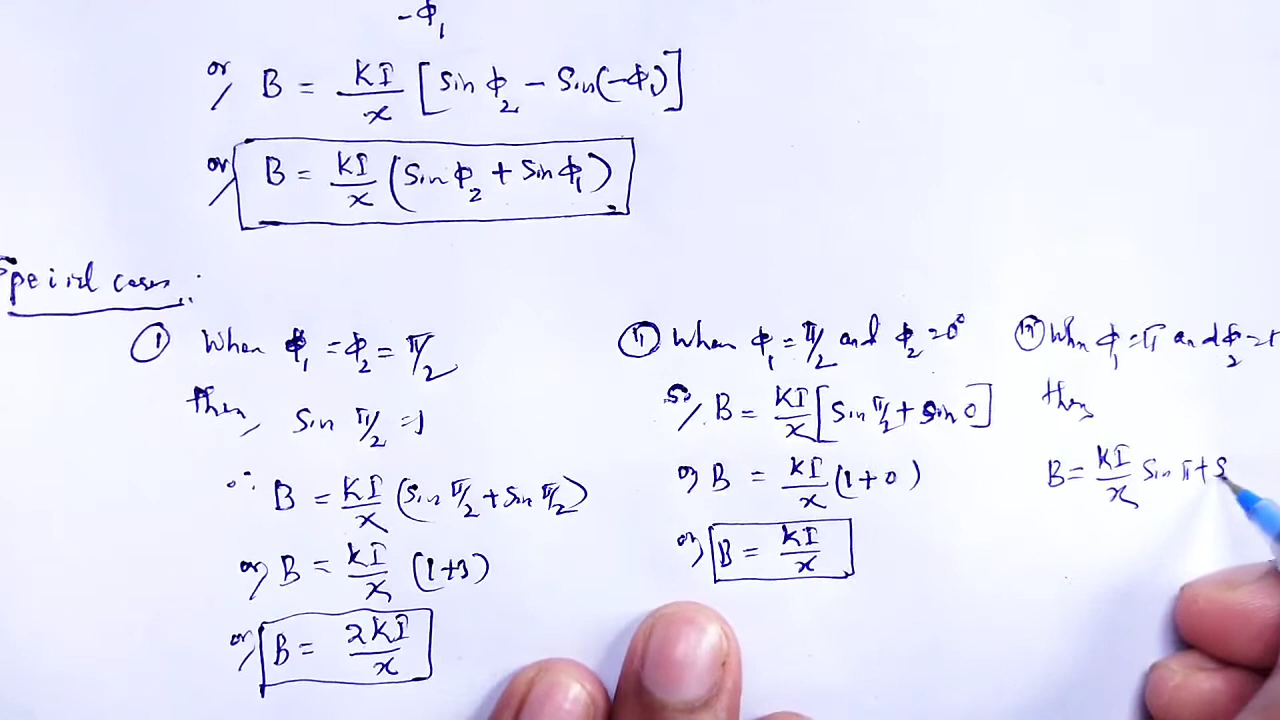 -ϕ₁
or/ B = KI/x [Sin ϕ₂ - Sin(-ϕ₁)]
or/ B = KI/x (Sin ϕ₂ + Sin ϕ₁)
cases:
① When ϕ₁ = ϕ₂ = π/2
then, Sin π/2 = 1
∴ B = KI/x (Sin π/2 + Sin π/2)
or, B = KI/x (1+1)
or, B = 2KI/x
② When ϕ₁ = π/2 and ϕ₂ = 0°
So, B = KI/x [Sin π/2 + Sin 0]
or B = KI/x (1+0)
or, B = KI/x
When ϕ₁ = π and ϕ₂ =
then
B = KI/x Sin π + S